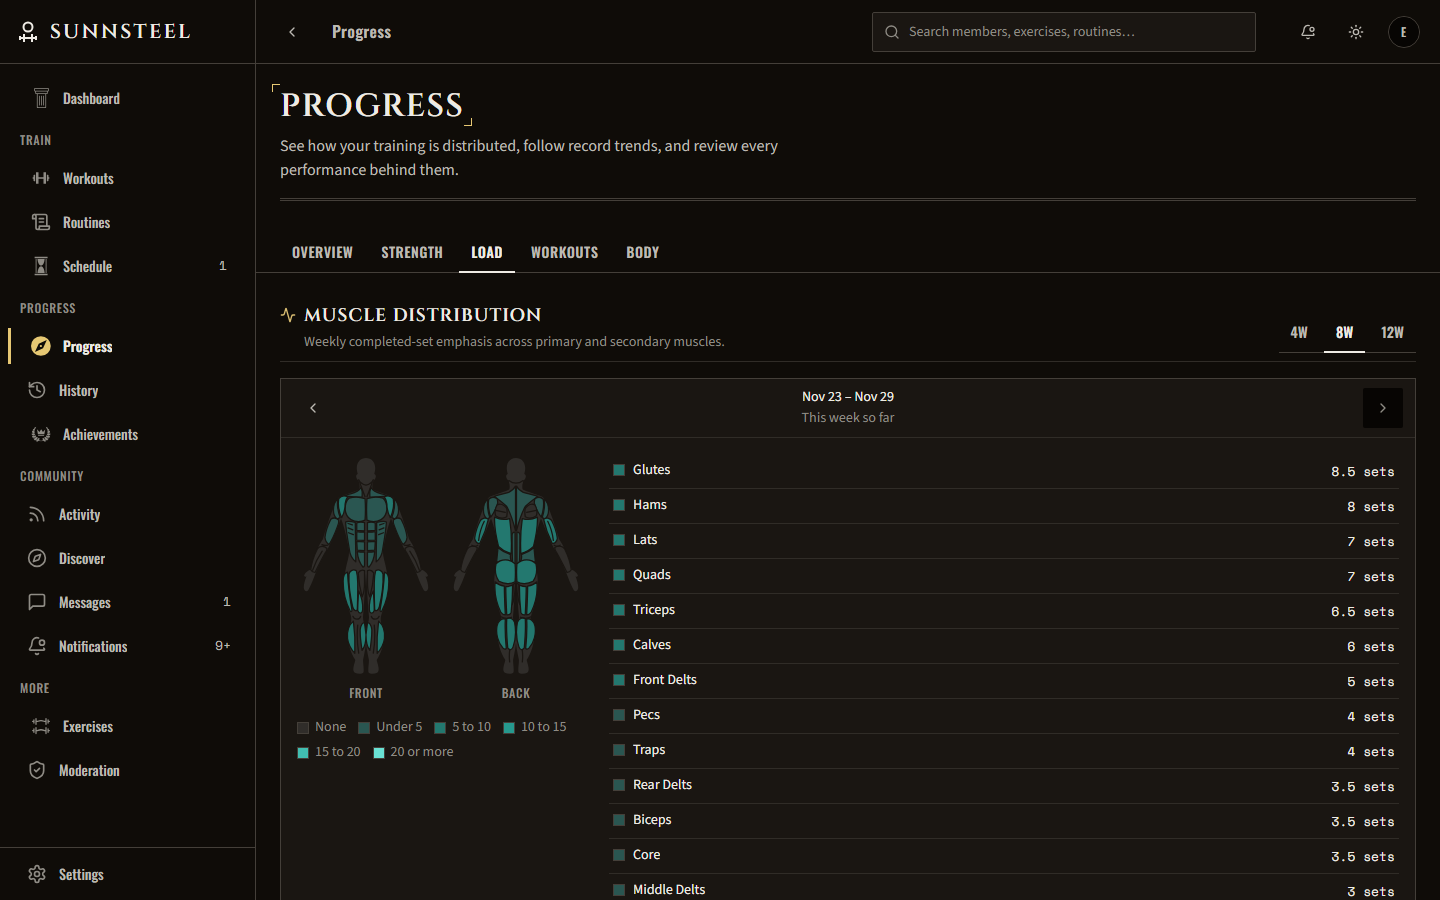 SUNNSTEEL
Progress
Search members, exercises, routines...
E
Dashboard
TRAIN
Workouts
Routines
Schedule 1
PROGRESS
Progress
History
Achievements
COMMUNITY
Activity
Discover
Messages 1
Notifications 9+
MORE
Exercises
Moderation
Settings
PROGRESS
See how your training is distributed, follow record trends, and review every
performance behind them.
OVERVIEW STRENGTH LOAD WORKOUTS BODY
MUSCLE DISTRIBUTION
Weekly completed-set emphasis across primary and secondary muscles.
4W 8W 12W
Nov 23 – Nov 29
This week so far
FRONT BACK
None Under 5 5 to 10 10 to 15
15 to 20 20 or more
Glutes 8.5 sets
Hams 8 sets
Lats 7 sets
Quads 7 sets
Triceps 6.5 sets
Calves 6 sets
Front Delts 5 sets
Pecs 4 sets
Traps 4 sets
Rear Delts 3.5 sets
Biceps 3.5 sets
Core 3.5 sets
Middle Delts 3 sets